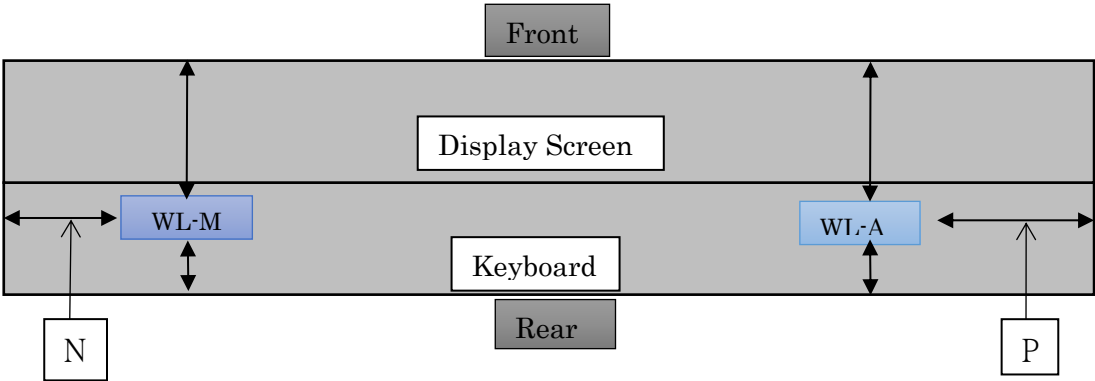 Front
Display Screen
WL-M
WL-A
Keyboard
Rear
N
P